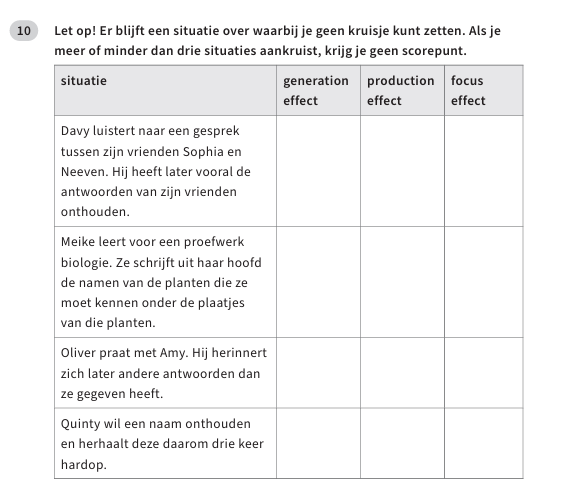 10 Let op! Er blijft een situatie over waarbij je geen kruisje kunt zetten. Als je
meer of minder dan drie situaties aankruist, krijg je geen scorepunt.
situatie generation effect production effect focus effect
Davy luistert naar een gesprek
tussen zijn vrienden Sophia en
Neeven. Hij heeft later vooral de
antwoorden van zijn vrienden
onthouden.
Meike leert voor een proefwerk
biologie. Ze schrijft uit haar hoofd
de namen van de planten die ze
moet kennen onder de plaatjes
van die planten.
Oliver praat met Amy. Hij herinnert
zich later andere antwoorden dan
ze gegeven heeft.
Quinty wil een naam onthouden
en herhaalt deze daarom drie keer
hardop.